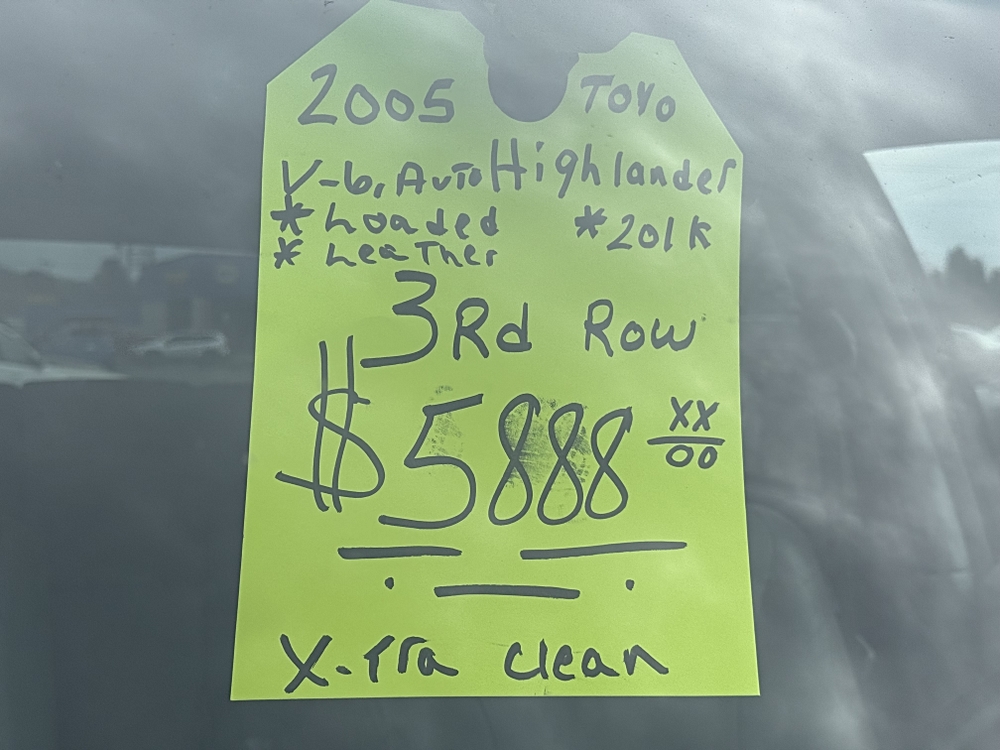 2005 Toyo
V-6, Auto Highlander
* Loaded * 201k
* Leather
3Rd Row
$5888 xx/00
X-Tra clean